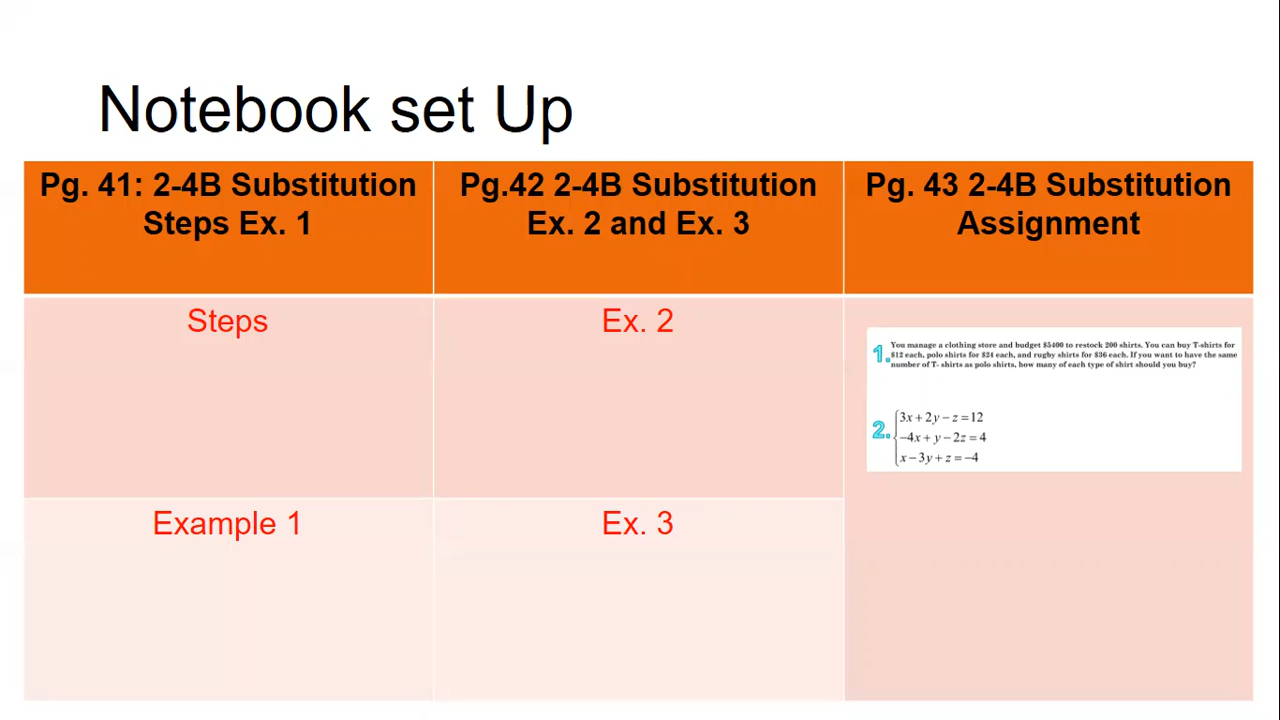 Notebook set Up
Pg. 41: 2-4B Substitution
Steps Ex. 1
Pg.42 2-4B Substitution
Ex. 2 and Ex. 3
Pg. 43 2-4B Substitution
Assignment
Steps
Example 1
Ex. 2
Ex. 3
1. You manage a clothing store and budget $5400 to restock 200 shirts. You can buy T-shirts for
$12 each, polo shirts for $24 each, and rugby shirts for $36 each. If you want to have the same
number of T- shirts as polo shirts, how many of each type of shirt should you buy?
2. 3x + 2y − z = 12
−4x + y − 2z = 4
x − 3y + z = −4